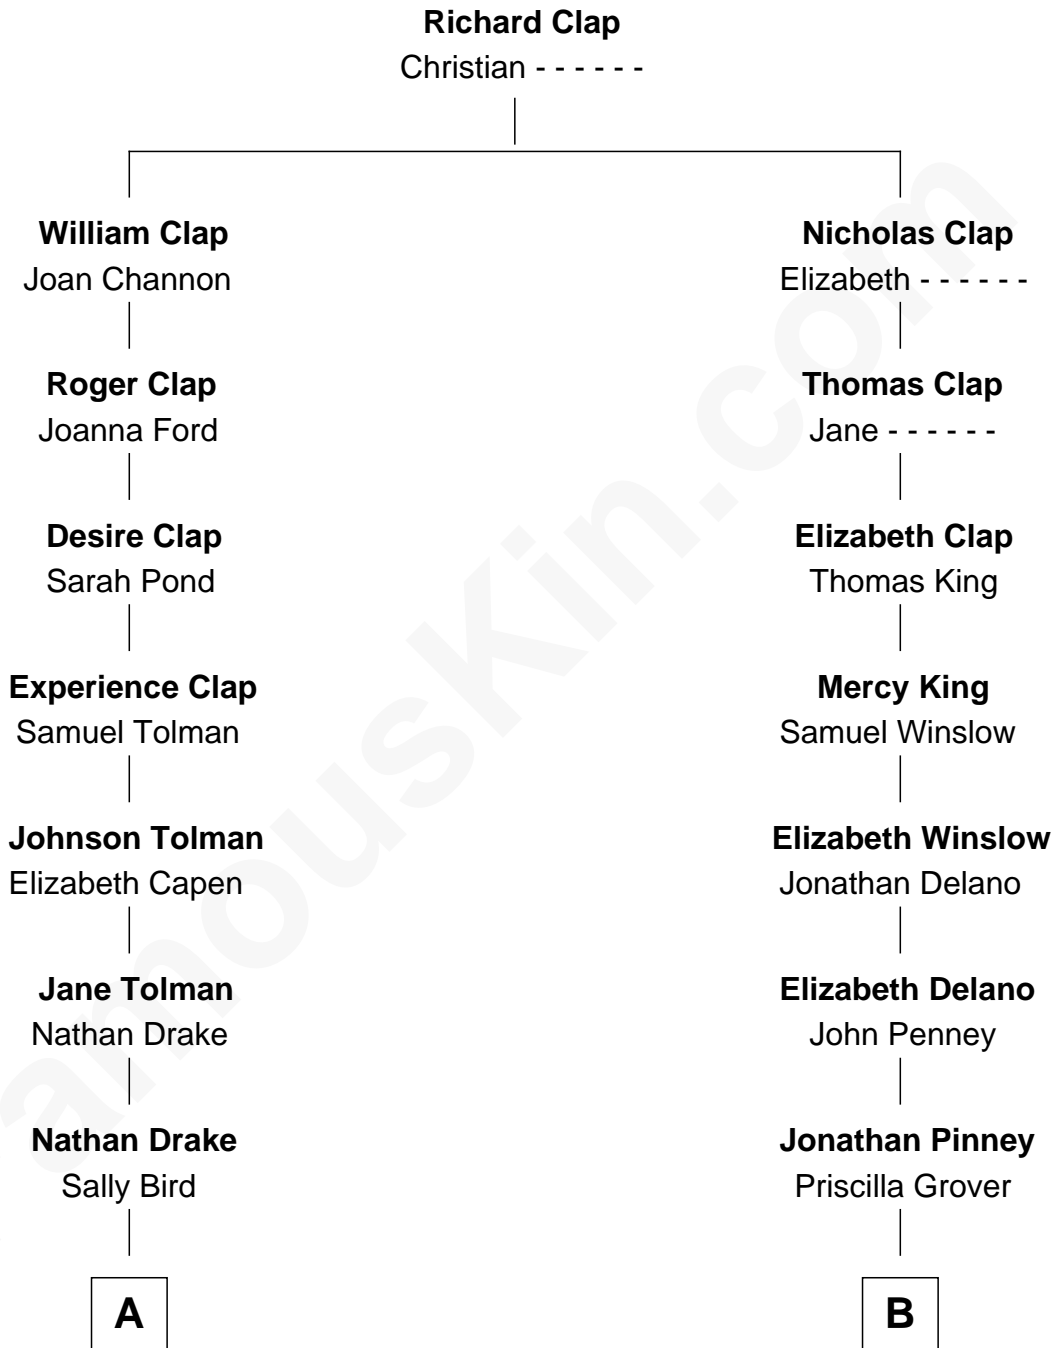 Richard Clap
Christian - - - - - -
William Clap
Joan Channon
Nicholas Clap
Elizabeth - - - - - -
Roger Clap
Joanna Ford
Thomas Clap
Jane - - - - - -
Desire Clap
Sarah Pond
Elizabeth Clap
Thomas King
Experience Clap
Samuel Tolman
Mercy King
Samuel Winslow
Johnson Tolman
Elizabeth Capen
Elizabeth Winslow
Jonathan Delano
Jane Tolman
Nathan Drake
Elizabeth Delano
John Penney
Nathan Drake
Sally Bird
Jonathan Pinney
Priscilla Grover
A
B
amouskin.com